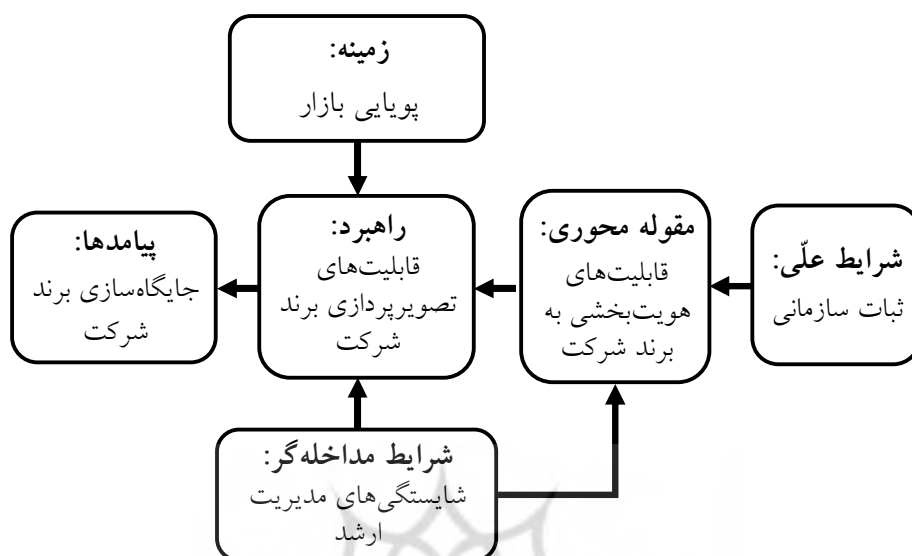 زمینه:
پویایی بازار
شرایط علّی:
ثبات سازمانی
مقوله محوری:
قابلیت‌های
هویت‌بخشی به
برند شرکت
راهبرد:
قابلیت‌های
تصویرپردازی برند
شرکت
پیامدها:
جایگاه‌سازی برند
شرکت
شرایط مداخله‌گر:
شایستگی‌های مدیریت
ارشد